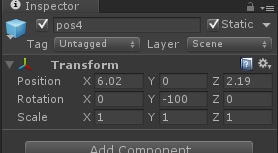 Inspector
pos4 Static
Tag Untagged Layer Scene
Transform
Position X 6.02 Y 0 Z 2.19
Rotation X 0 Y -100 Z 0
Scale X 1 Y 1 Z 1
Add Component